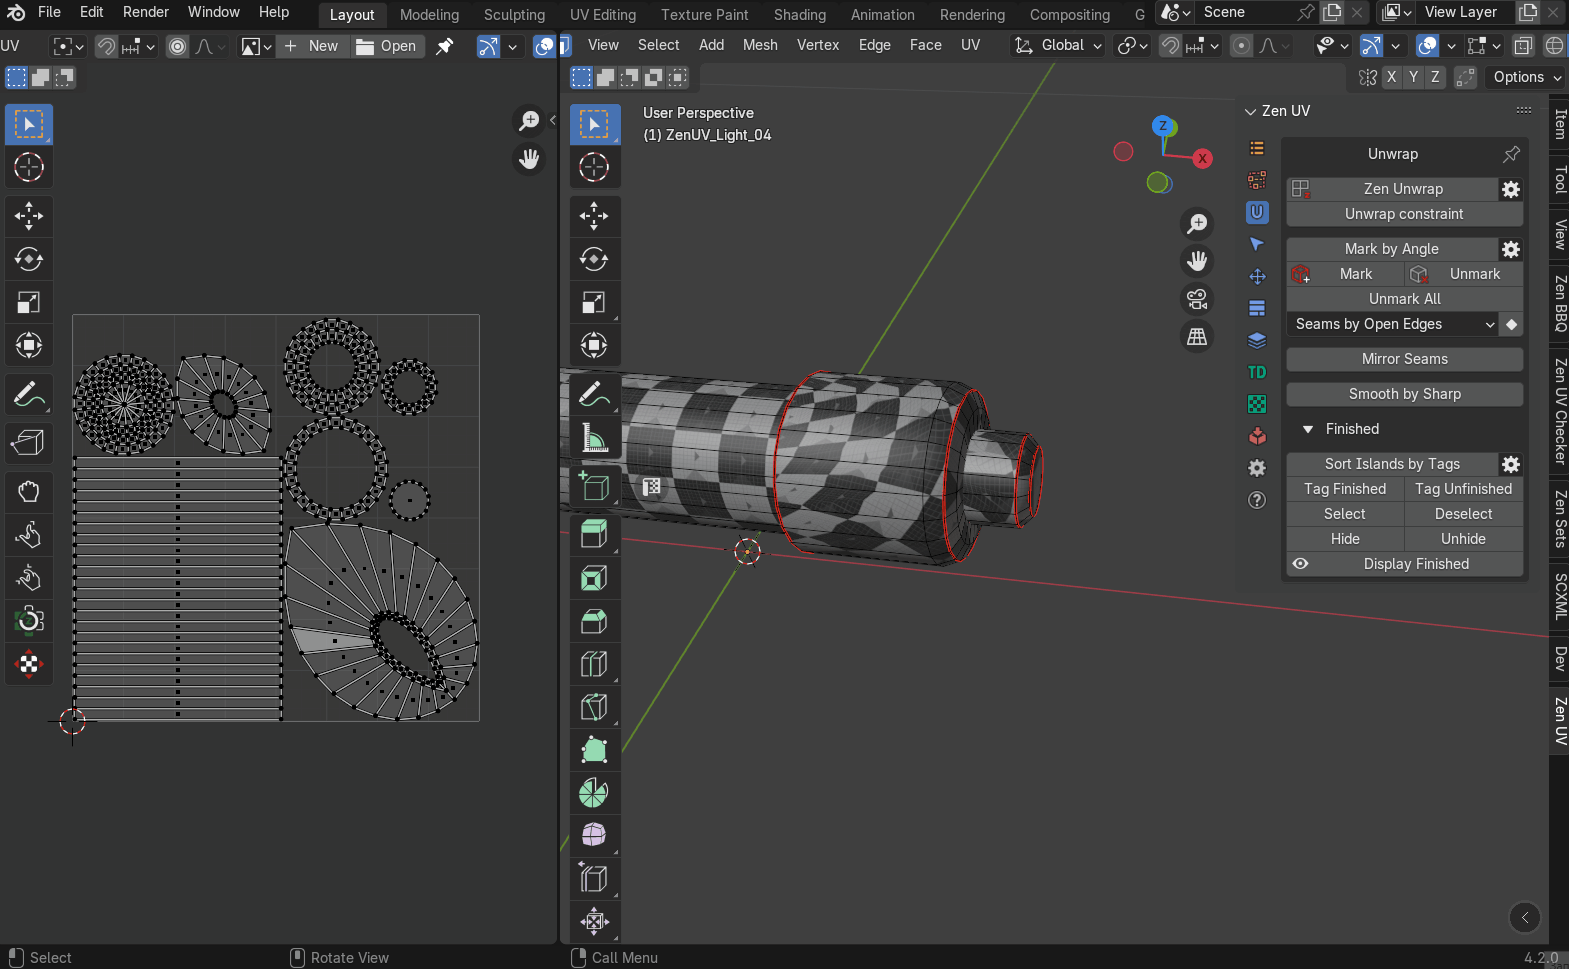 File Edit Render Window Help Layout Modeling Sculpting UV Editing Texture Paint Shading Animation Rendering Compositing G Scene View Layer
UV New Open View Select Add Mesh Vertex Edge Face UV Global
X Y Z Options
User Perspective
(1) ZenUV_Light_04
Z
X
Zen UV
Unwrap
Zen Unwrap
Unwrap constraint
Mark by Angle
Mark Unmark
Unmark All
Seams by Open Edges
Mirror Seams
TD
Smooth by Sharp
Finished
Sort Islands by Tags
Tag Finished Tag Unfinished
Select Deselect
Hide Unhide
Display Finished
Item
Tool
View
Zen BBQ
Zen UV Checker
Zen Sets
SCXML
Dev
Zen UV
Select Rotate View Call Menu 4.2.0